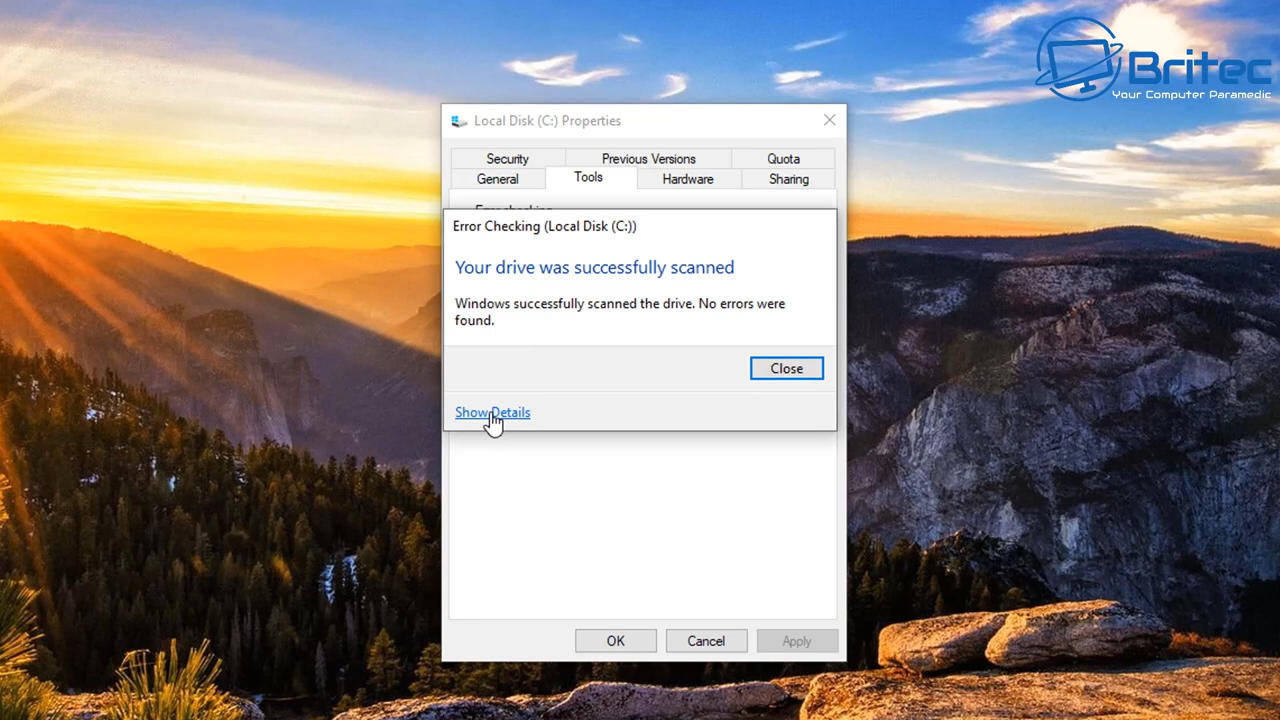 Britec
Your Computer Paramedic
Local Disk (C:) Properties
Security Previous Versions Quota
General Tools Hardware Sharing
Error checking
Error Checking (Local Disk (C:))
Your drive was successfully scanned
Windows successfully scanned the drive. No errors were
found.
Close
Show Details
OK Cancel Apply